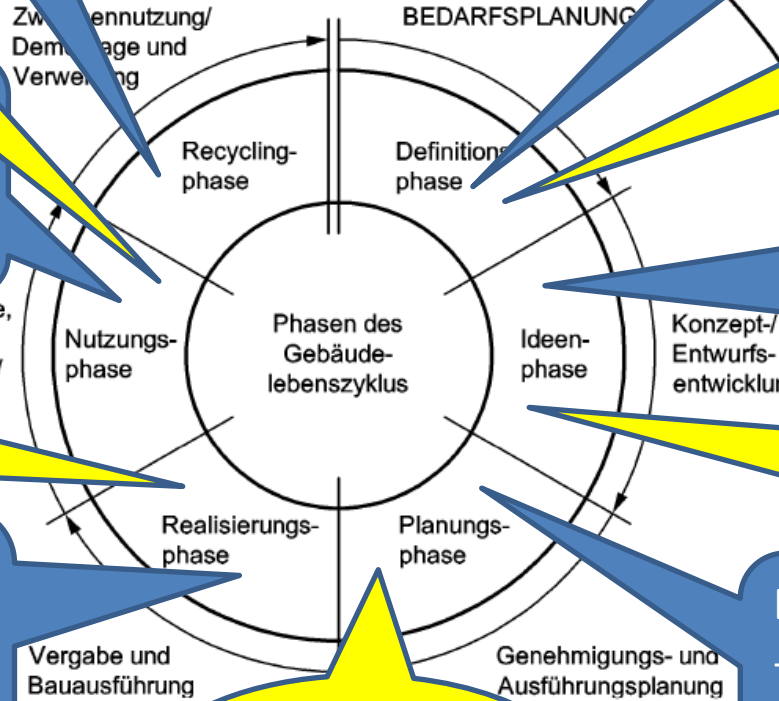 BEDARFSPLANUNG
und
Recycling-
phase
Definitions
phase
Phasen des
Gebäude-
lebenszyklus
Nutzungs-
phase
Ideen-
phase
Konzept-/
Entwurfs-
Realisierungs-
phase
Planungs-
phase
Vergabe und
Bauausführung
Genehmigungs- und
Ausführungsplanung